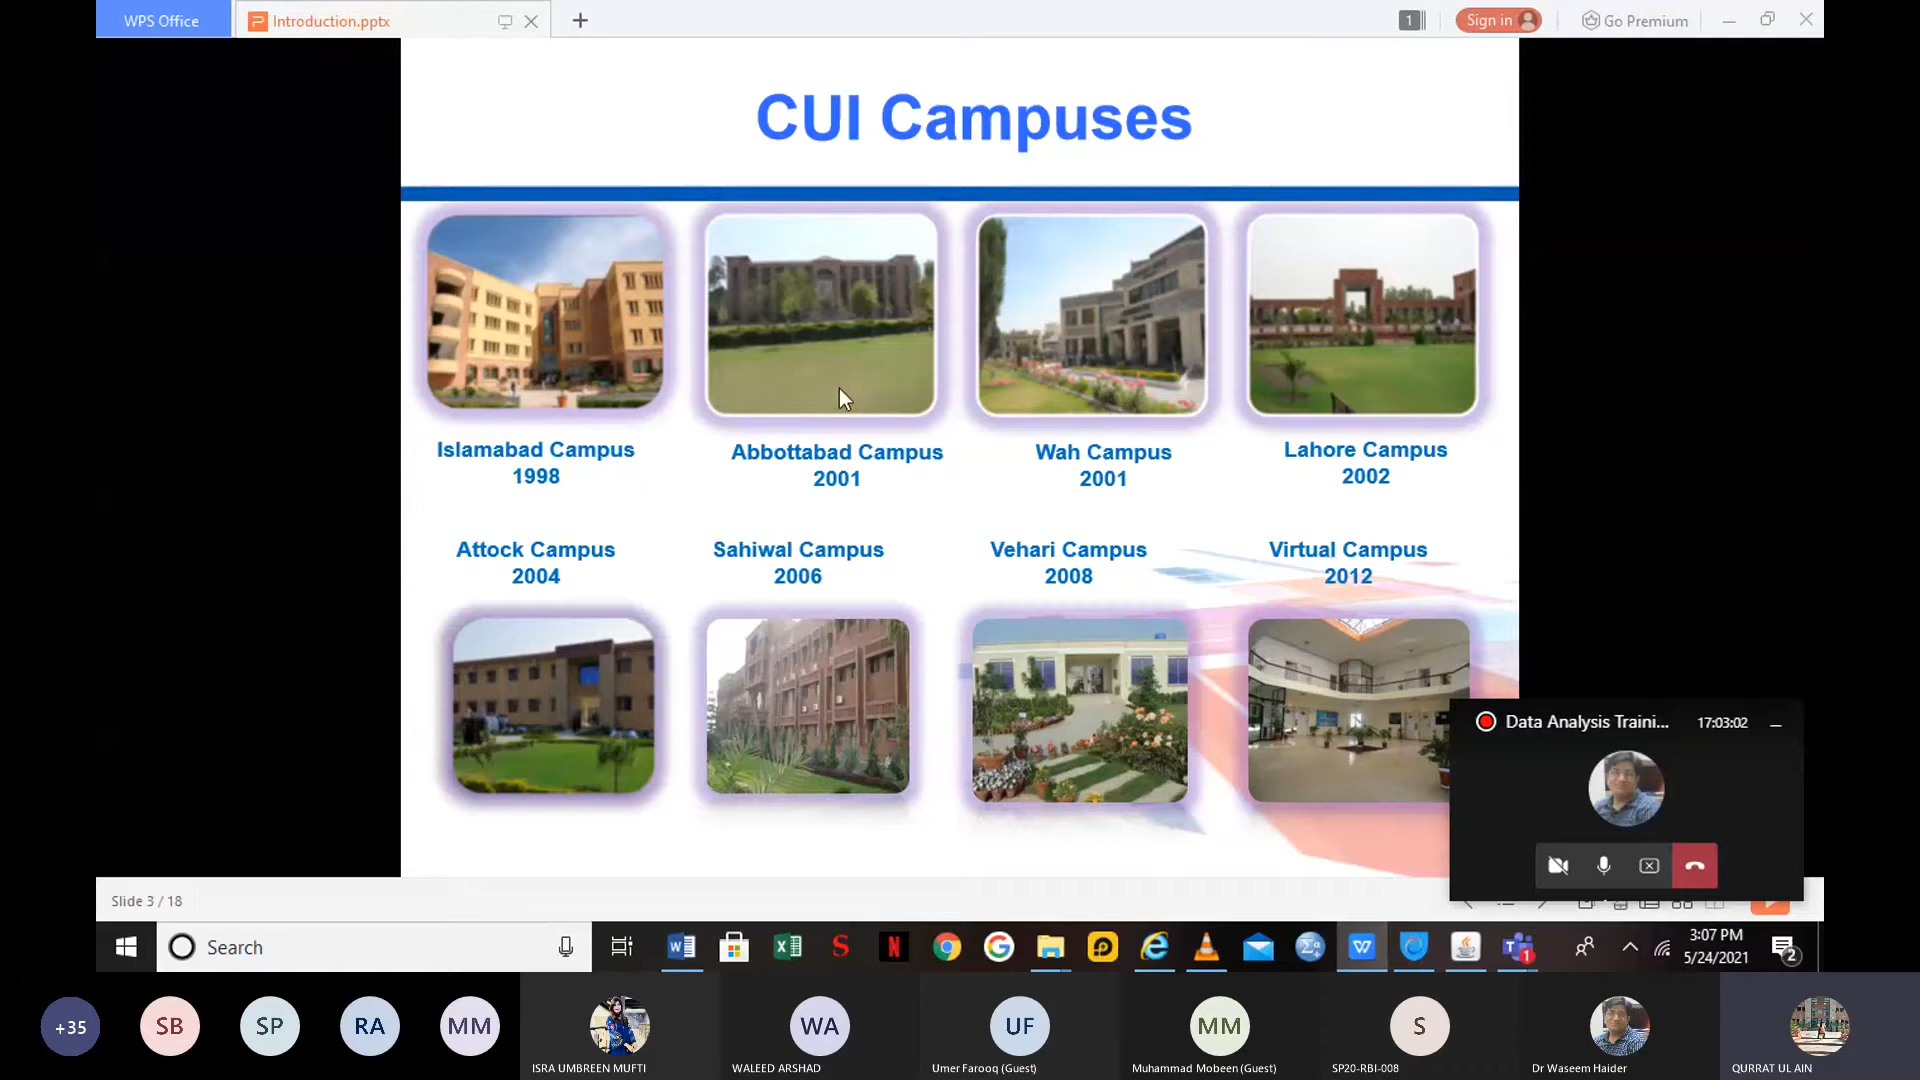 WPS Office
Introduction.pptx
1
Sign in
Go Premium
CUI Campuses
Islamabad Campus
1998
Abbottabad Campus
2001
Wah Campus
2001
Lahore Campus
2002
Attock Campus
2004
Sahiwal Campus
2006
Vehari Campus
2008
Virtual Campus
2012
Data Analysis Traini...
17:03:02
Slide 3 / 18
Search
3:07 PM
5/24/2021
2
1
+35
SB
SP
RA
MM
WA
UF
MM
S
ISRA UMBREEN MUFTI
WALEED ARSHAD
Umer Farooq (Guest)
Muhammad Mobeen (Guest)
SP20-RBI-008
Dr Waseem Haider
QURRAT UL AIN